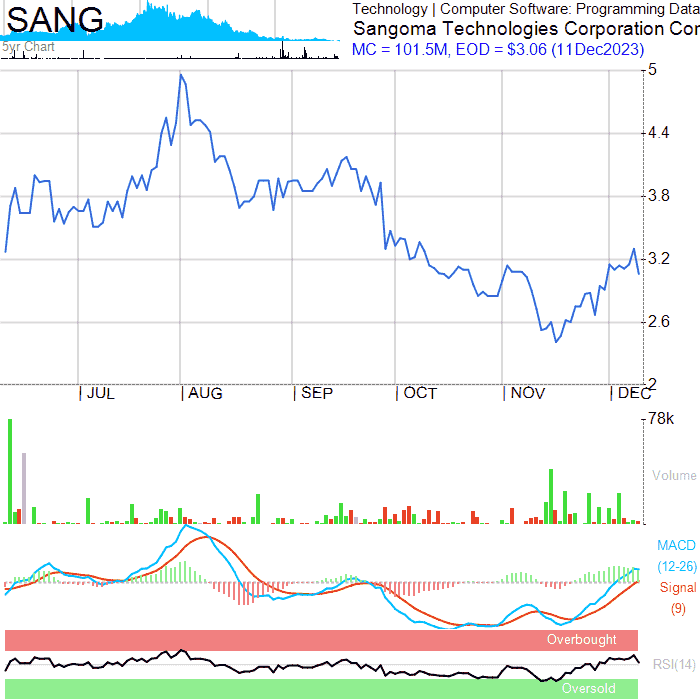 SANG
5yr Chart
Technology | Computer Software: Programming Data
Sangoma Technologies Corporation Cor
MC = 101.5M, EOD = $3.06 (11Dec2023)
5
4.4
3.8
3.2
2.6
2
JUL AUG SEP OCT NOV DEC
78k
Volume
MACD
(12-26)
Signal
(9)
Overbought
RSI(14)
Oversold